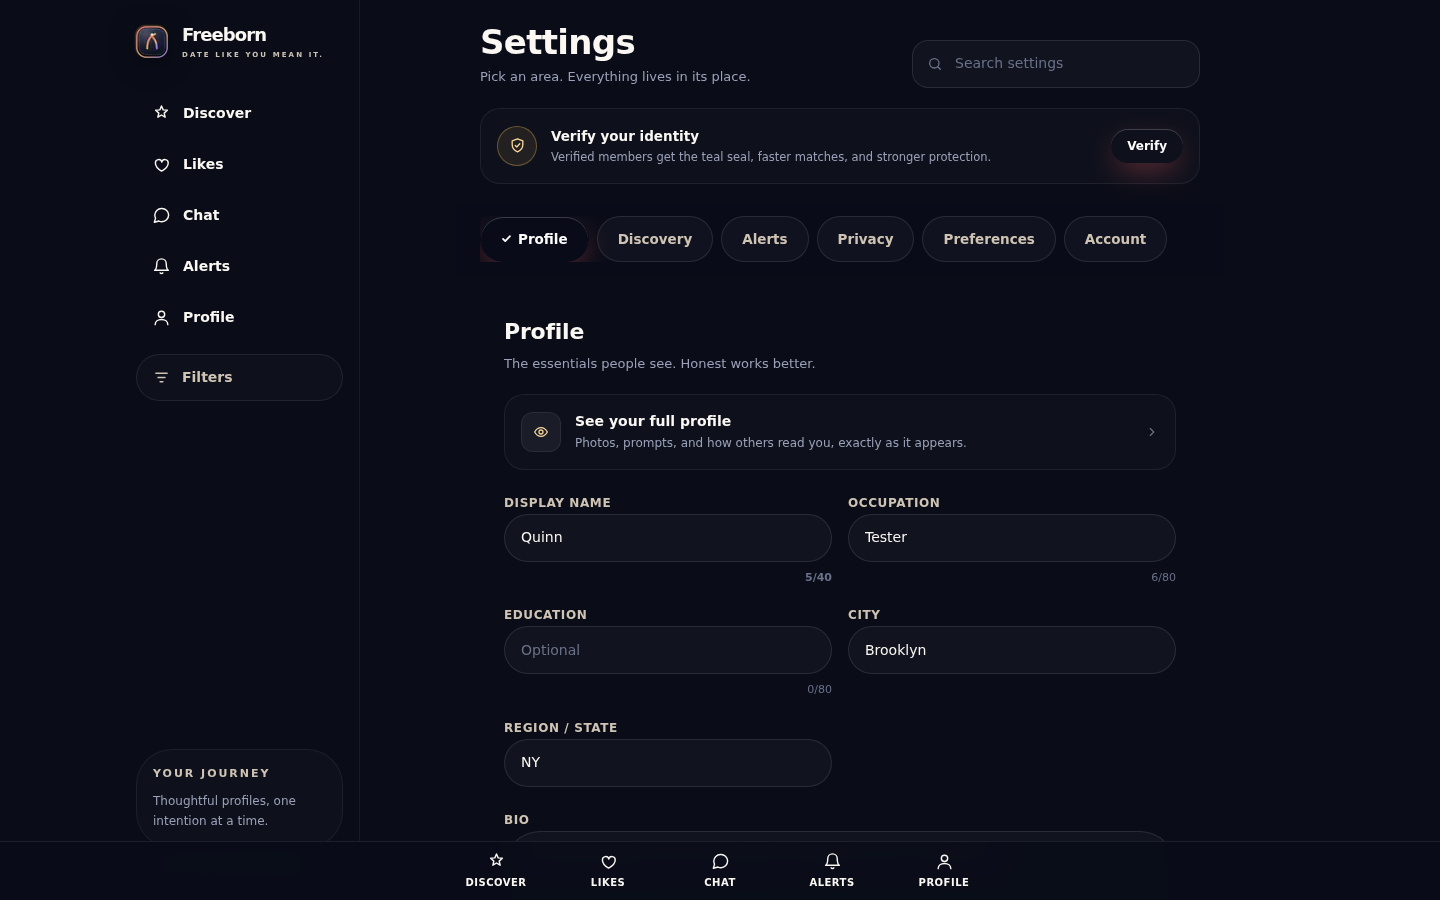 Freeborn
DATE LIKE YOU MEAN IT.
Discover
Likes
Chat
Alerts
Profile
Filters
YOUR JOURNEY
Thoughtful profiles, one
intention at a time.
Settings
Pick an area. Everything lives in its place.
Search settings
Verify your identity
Verified members get the teal seal, faster matches, and stronger protection.
Verify
Profile
Discovery
Alerts
Privacy
Preferences
Account
Profile
The essentials people see. Honest works better.
See your full profile
Photos, prompts, and how others read you, exactly as it appears.
DISPLAY NAME
Quinn
5/40
OCCUPATION
Tester
6/80
EDUCATION
Optional
0/80
CITY
Brooklyn
REGION / STATE
NY
BIO
DISCOVER
LIKES
CHAT
ALERTS
PROFILE